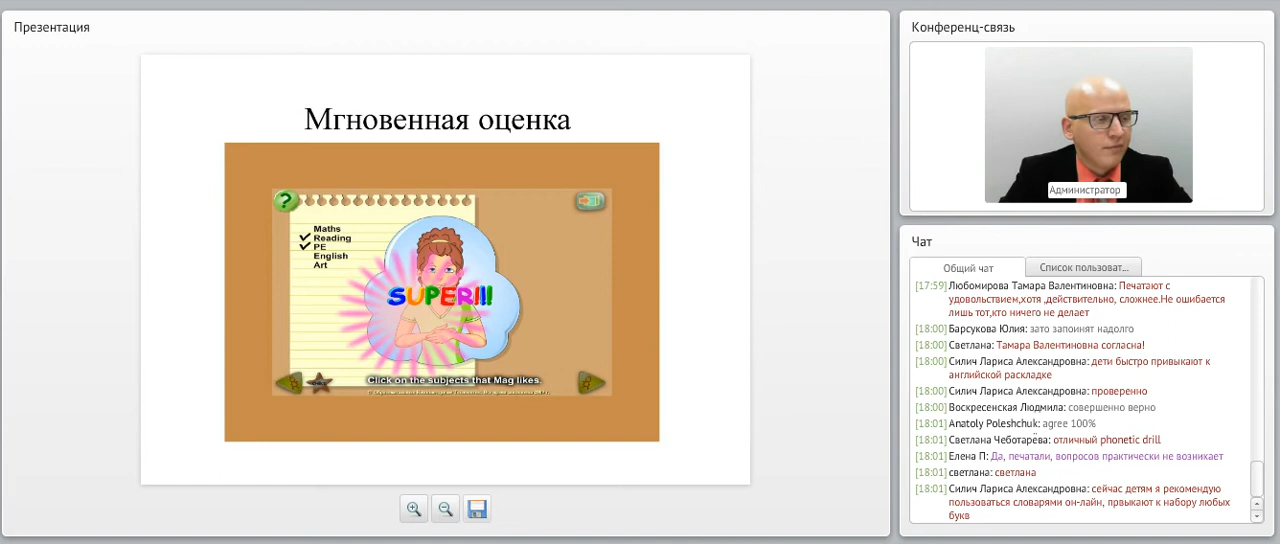 Презентация
Мгновенная оценка
?
Maths
Reading
PE
English
Art
SUPER!!!
Click on the subjects that Mag likes.
Конференц-связь
Администратор
Чат
Общий чат
Список пользоват...
[17:59] Любомирова Тамара Валентиновна: Печатают с
удовольствием,хотя ,действительно, сложнее.Не ошибается
лишь тот,кто ничего не делает
[18:00] Барсукова Юлия: зато запоинят надолго
[18:00] Светлана: Тамара Валентиновна согласна!
[18:00] Силич Лариса Александровна: дети быстро привыкают к
английской раскладке
[18:00] Силич Лариса Александровна: проверенно
[18:00] Воскресенская Людмила: совершенно верно
[18:01] Anatoly Poleshchuk: agree 100%
[18:01] Светлана Чеботарёва: отличный phonetic drill
[18:01] Елена П: Да, печатали, вопросов практически не возникает
[18:01] светлана: светлана
[18:01] Силич Лариса Александровна: сейчас детям я рекомендую
пользоваться словарями он-лайн, првыкают к набору любых
букв